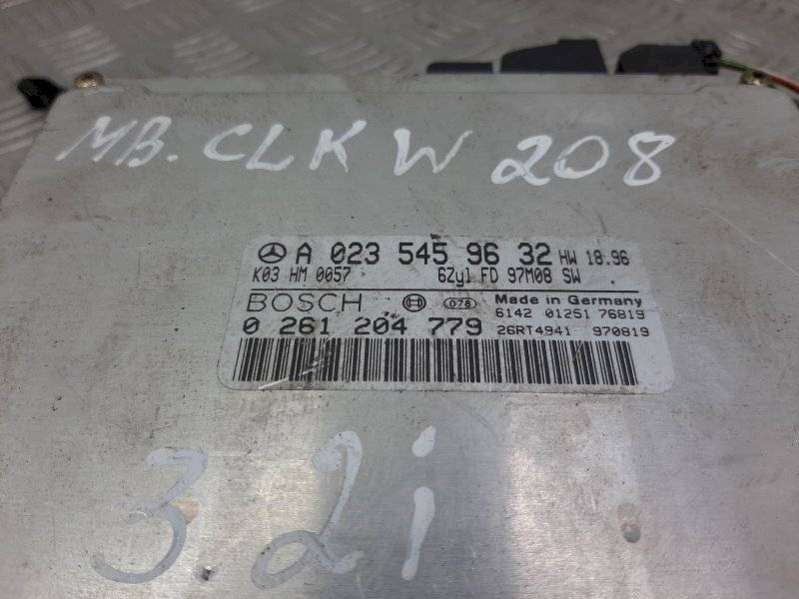 MB. CLK W 208
A 023 545 96 32 HW 18.96
K03 HM 0057 6Zyl FD 97M08 SW
BOSCH 078 Made in Germany
6142 01251 76819
0 261 204 779 26RT4941 970819
3.2i